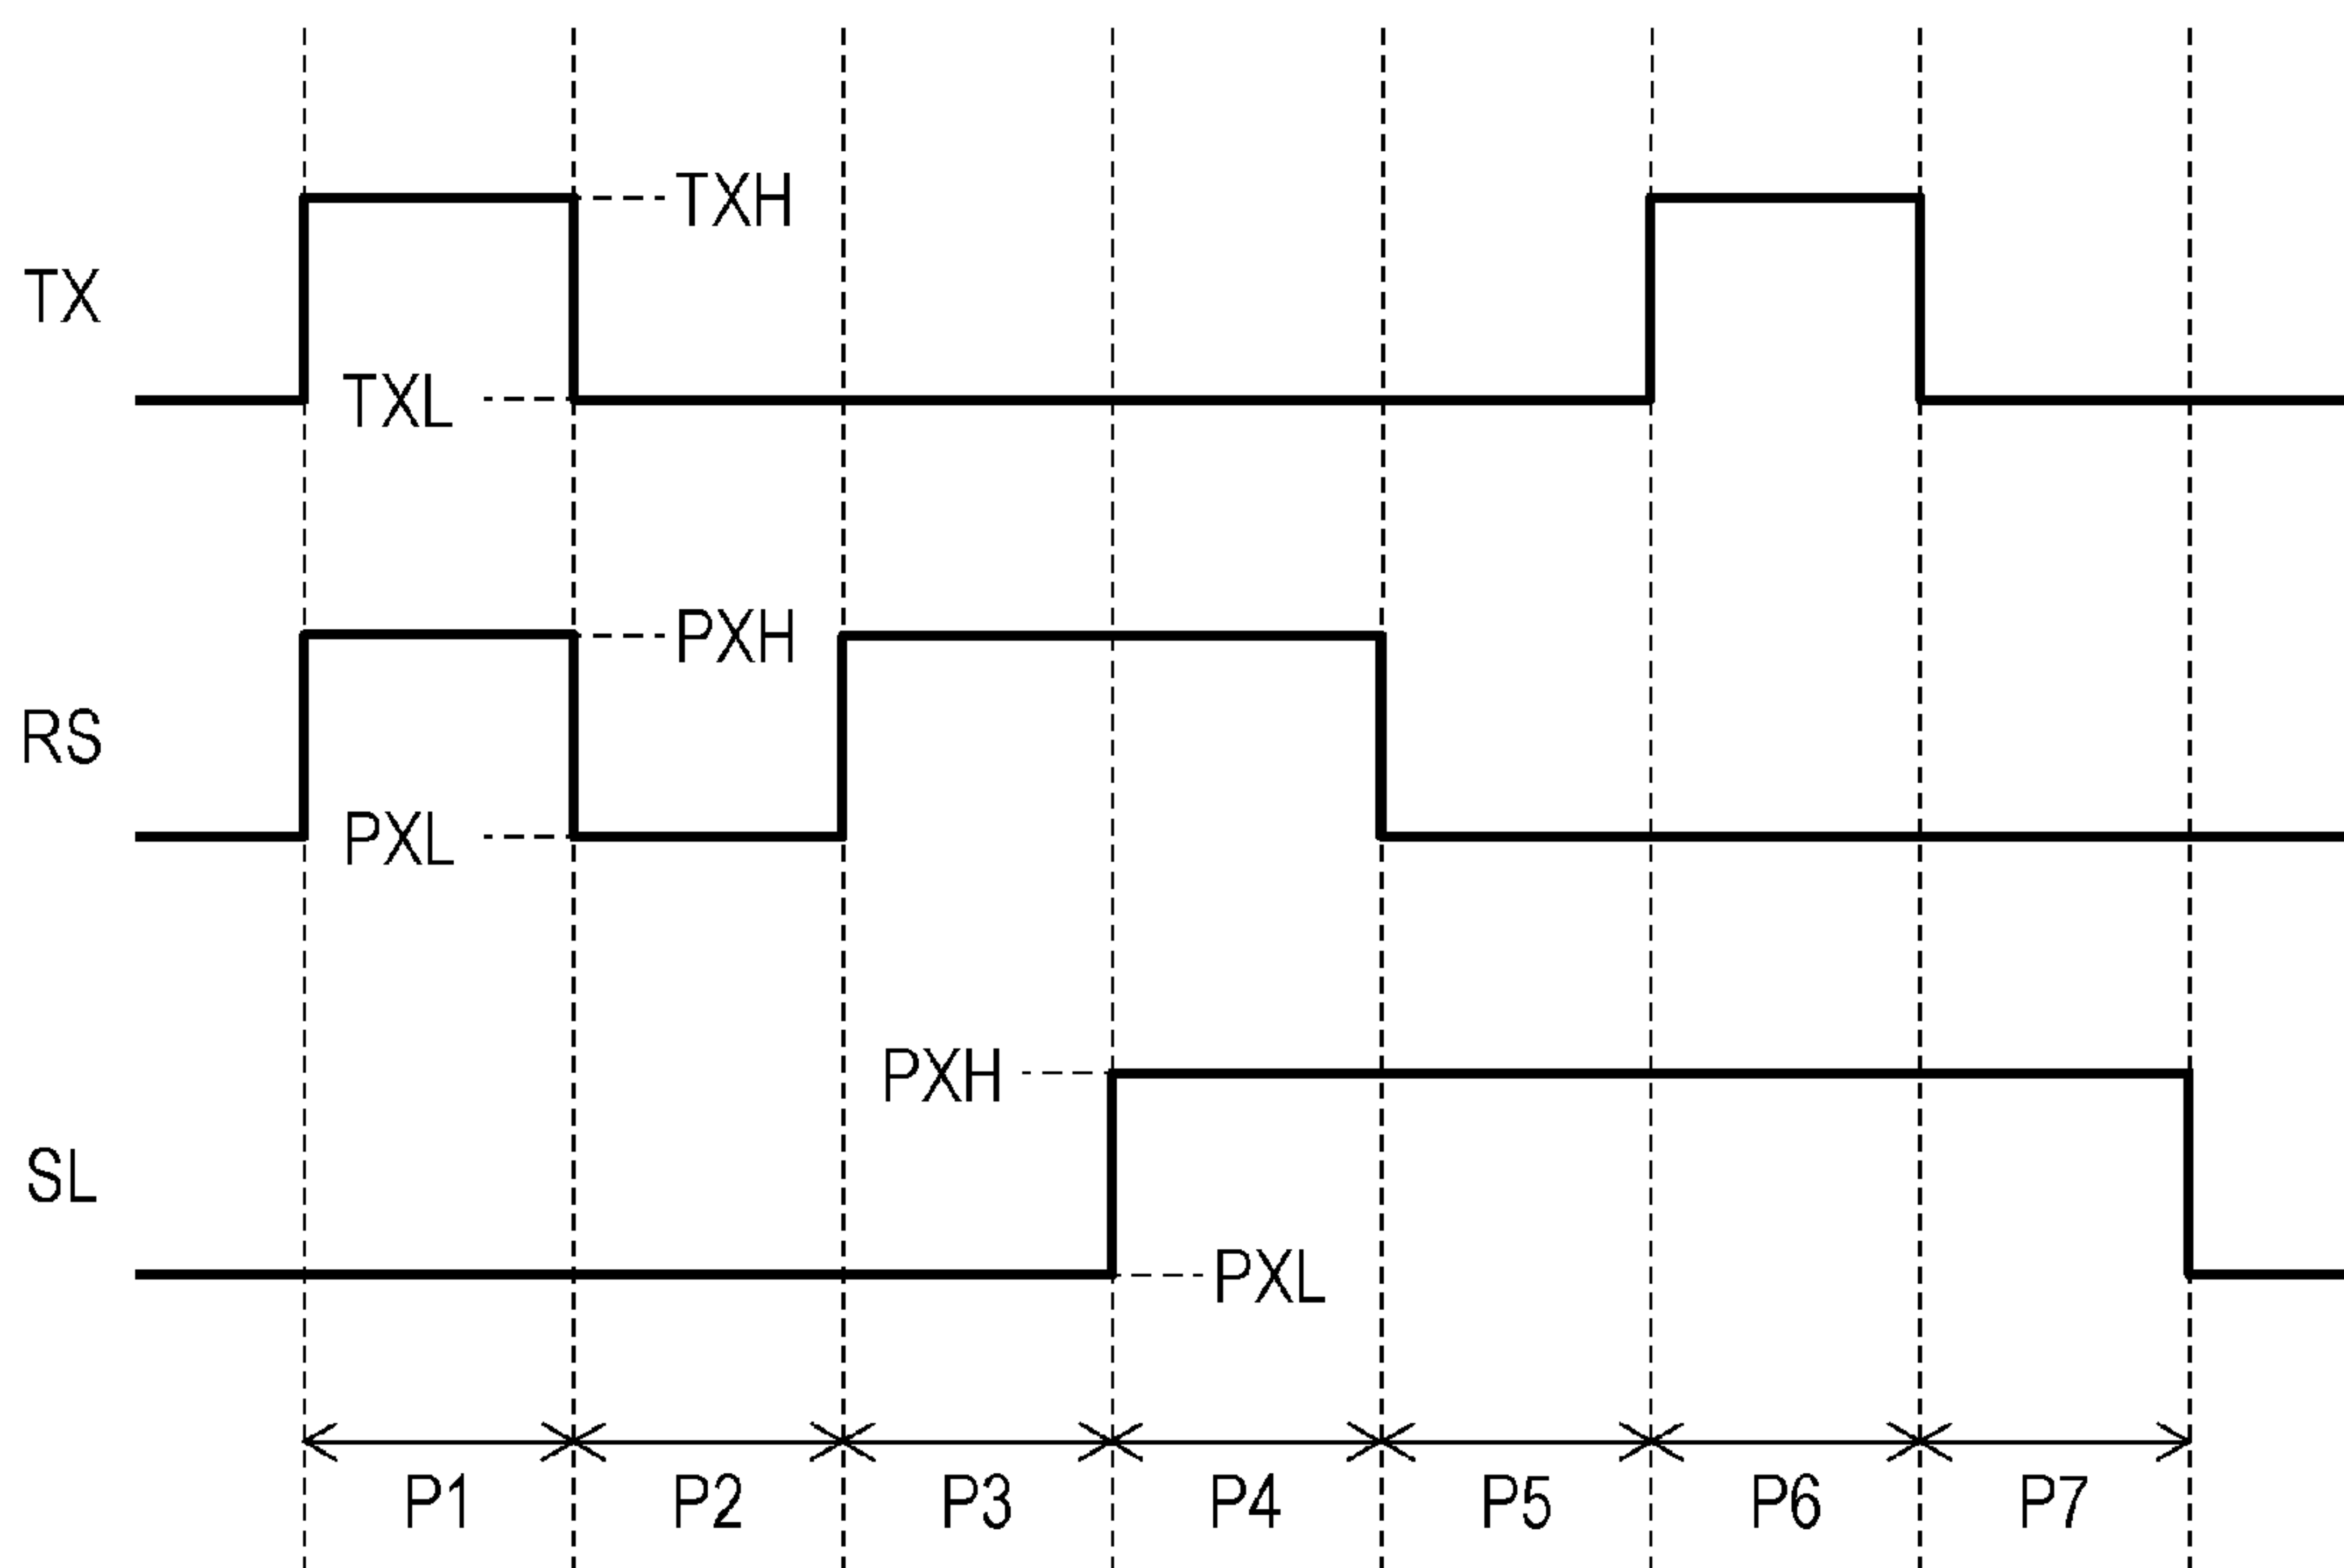 TXH
TX
TXL
PXH
RS
PXL
PXH
SL
PXL
P1 P2 P3 P4 P5 P6 P7